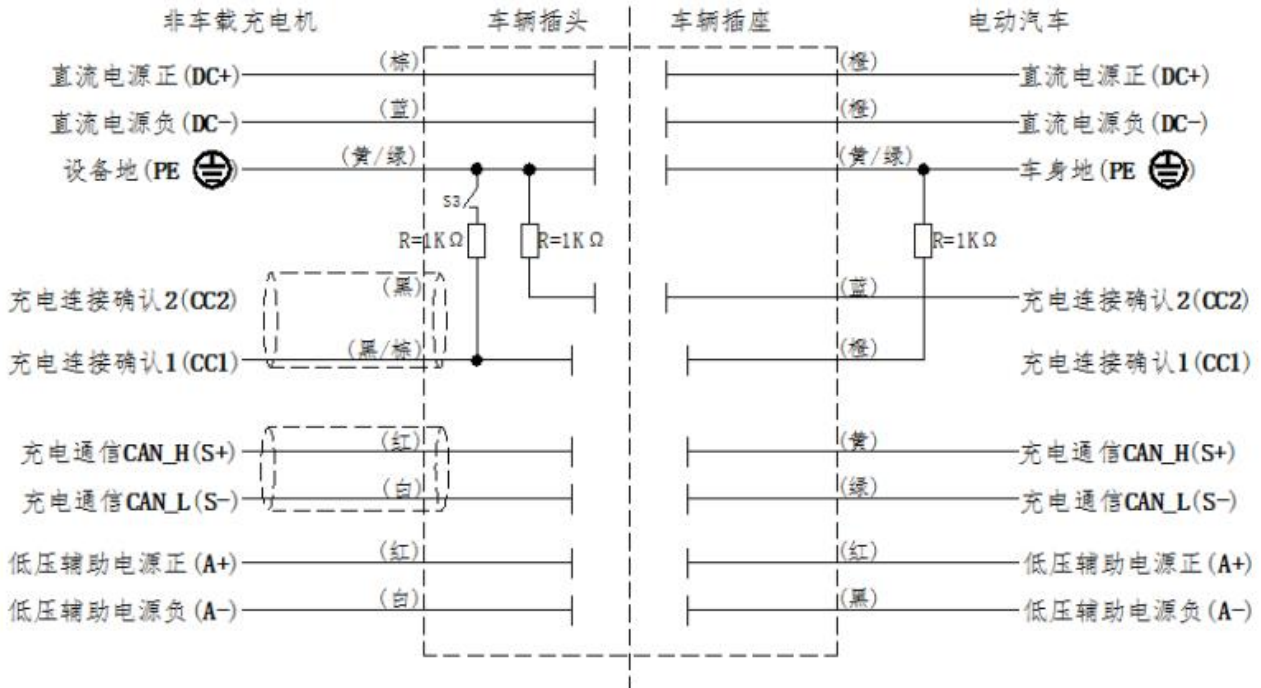 非车载充电机 车辆插头 车辆插座 电动汽车
直流电源正(DC+) (棕) (橙) 直流电源正(DC+)
直流电源负(DC-) (蓝) (橙) 直流电源负(DC-)
设备地(PE ) (黄/绿) (黄/绿) 车身地(PE )
S3
R=1KΩ R=1KΩ R=1KΩ
充电连接确认2(CC2) (黑) (蓝) 充电连接确认2(CC2)
充电连接确认1(CC1) (黑/棕) (橙) 充电连接确认1(CC1)
充电通信CAN_H(S+) (红) (黄) 充电通信CAN_H(S+)
充电通信CAN_L(S-) (白) (绿) 充电通信CAN_L(S-)
低压辅助电源正(A+) (红) (红) 低压辅助电源正(A+)
低压辅助电源负(A-) (白) (黑) 低压辅助电源负(A-)